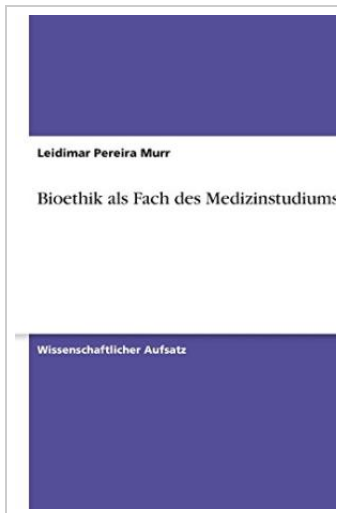 Leidimar Pereira Murr
Bioethik als Fach des Medizinstudiums
Wissenschaftlicher Aufsatz